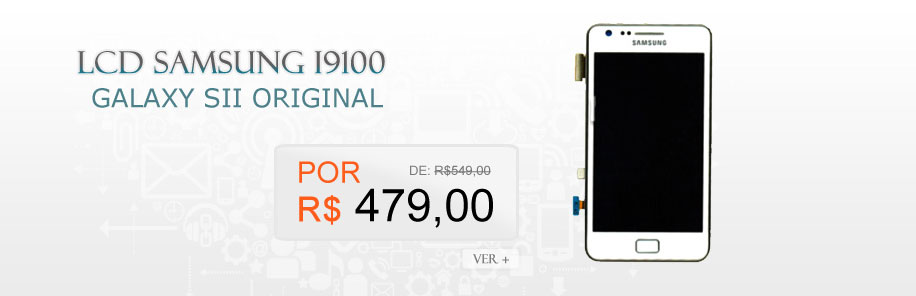 LCD SAMSUNG I9100
GALAXY SII ORIGINAL
POR
DE: R$549,00
R$ 479,00
VER +
SAMSUNG